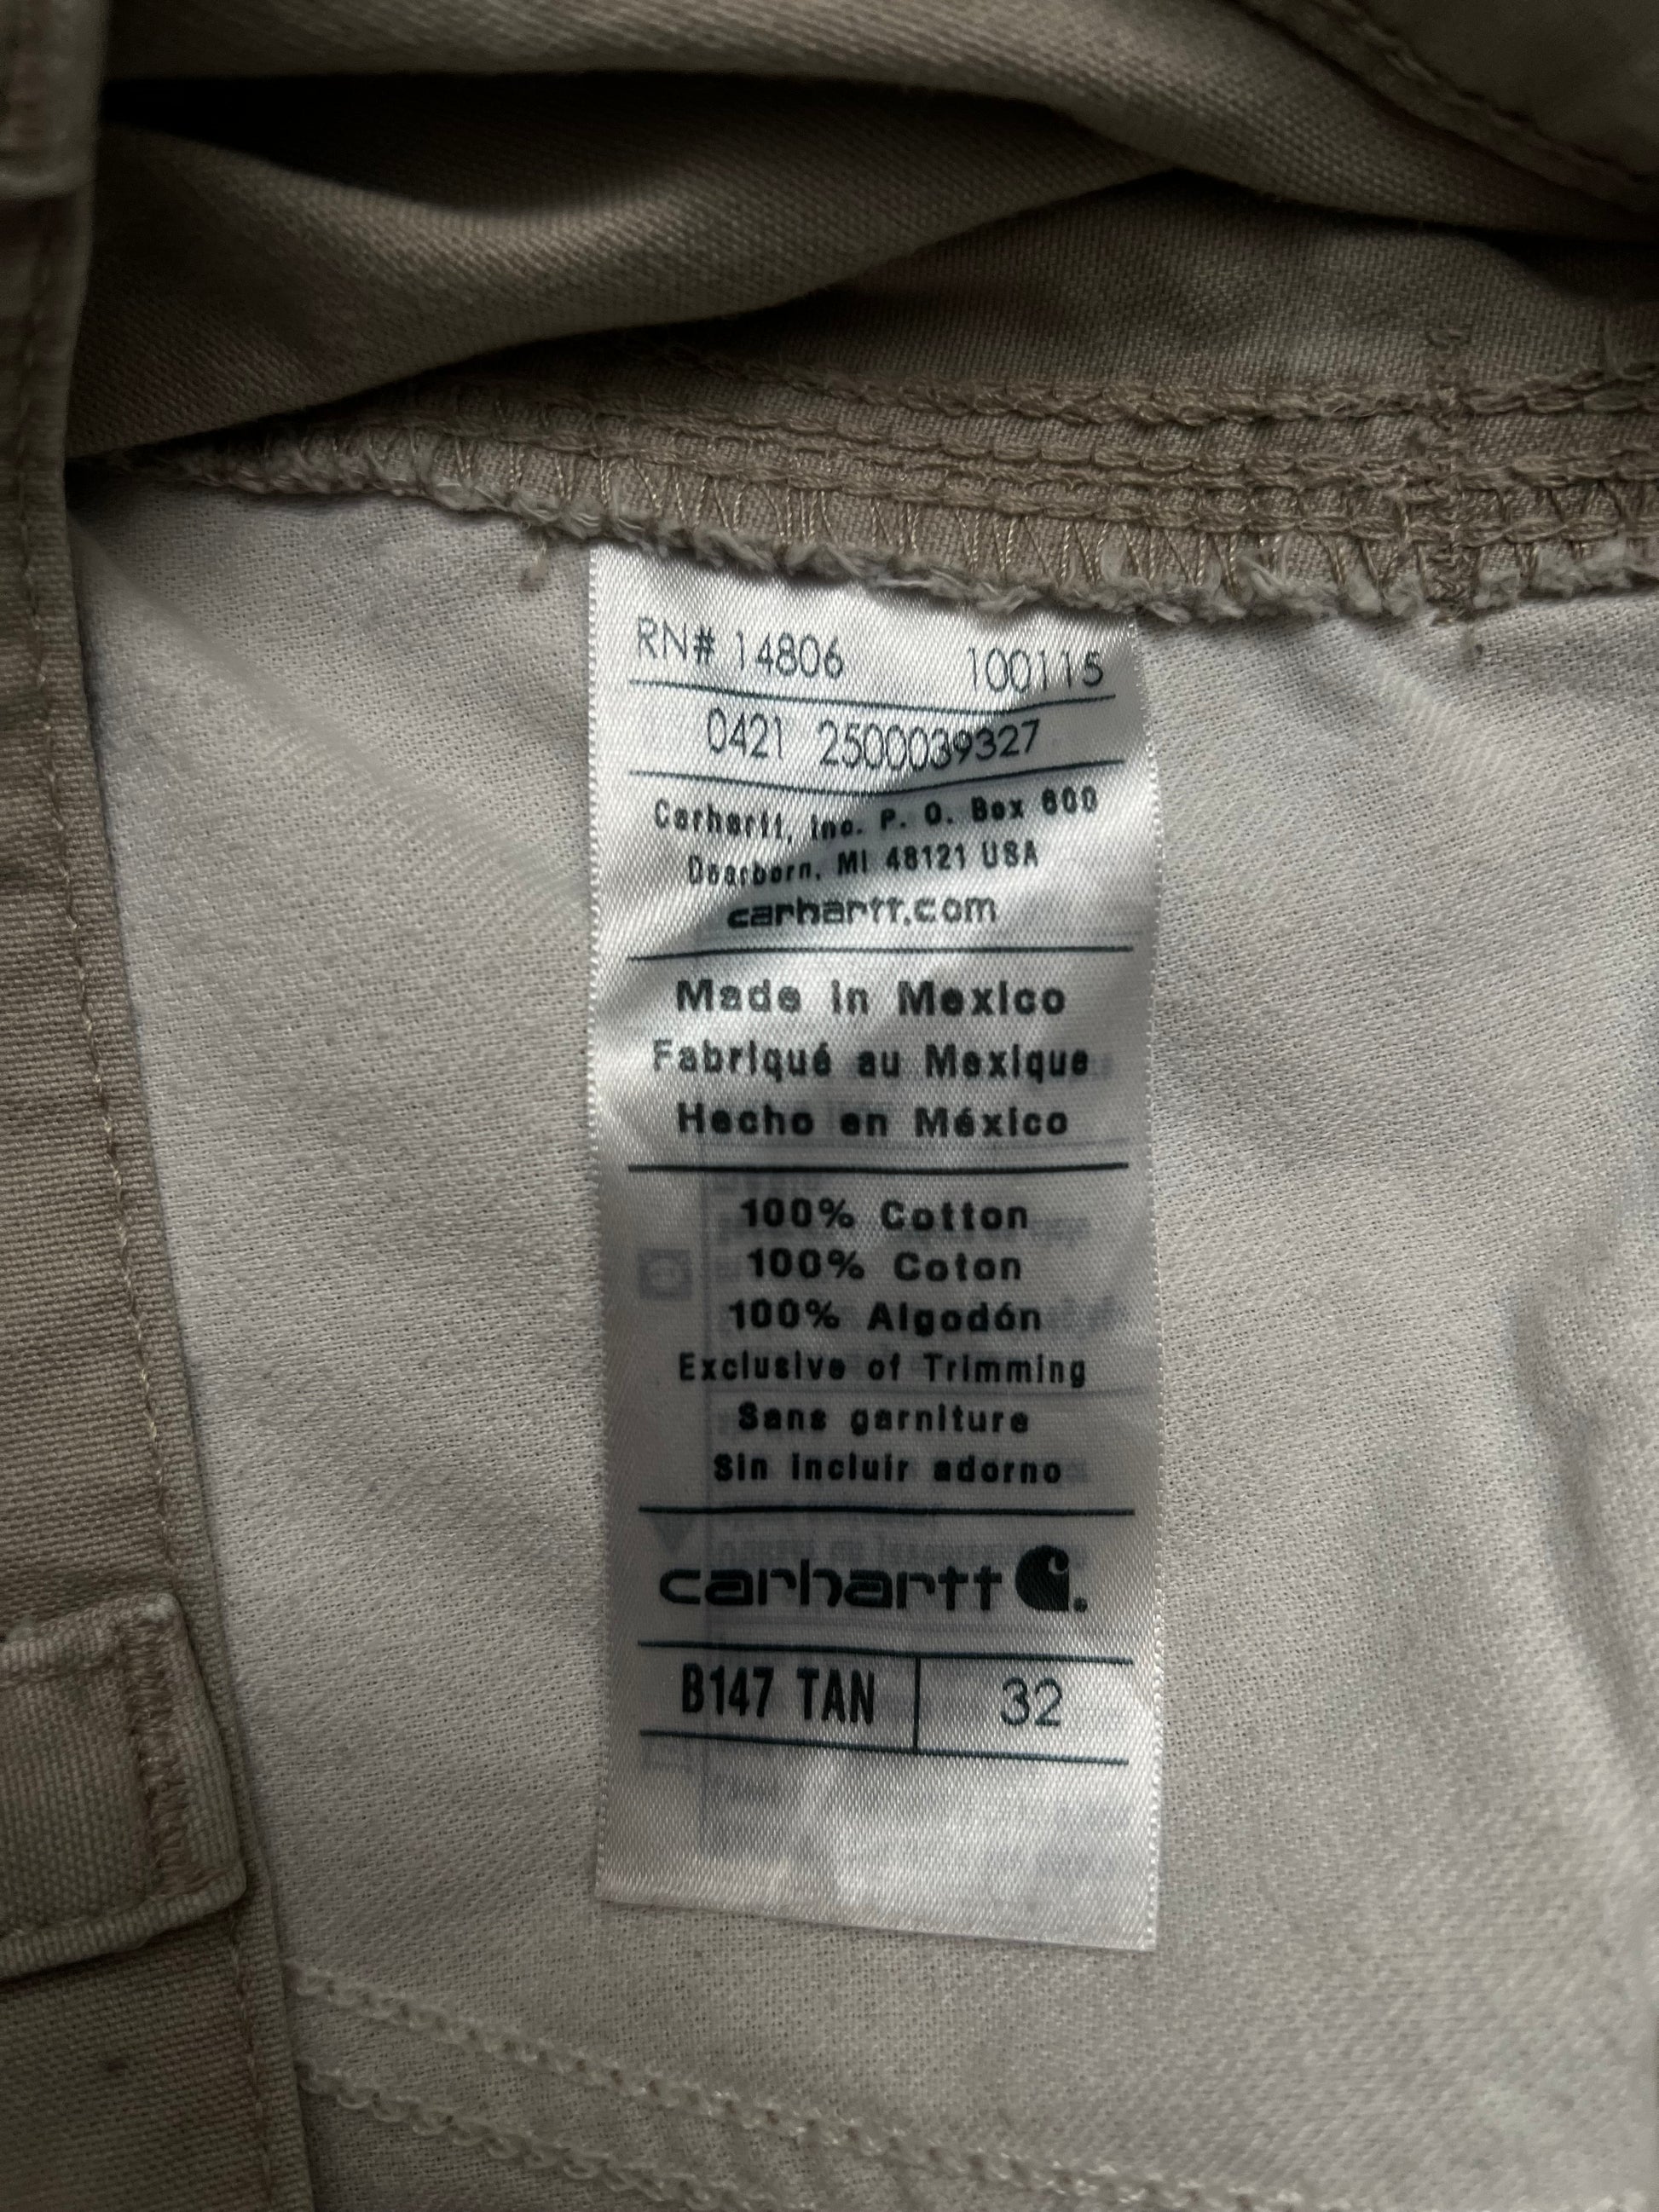 RN# 14806 100115
0421 2500039327
Carhartt, Inc. P. O. Box 600
Dearborn, MI 48121 USA
carhartt.com
Made in Mexico
Fabriqué au Mexique
Hecho en México
100% Cotton
100% Coton
100% Algodón
Exclusive of Trimming
Sans garniture
Sin incluir adorno
carhartt
B147 TAN 32